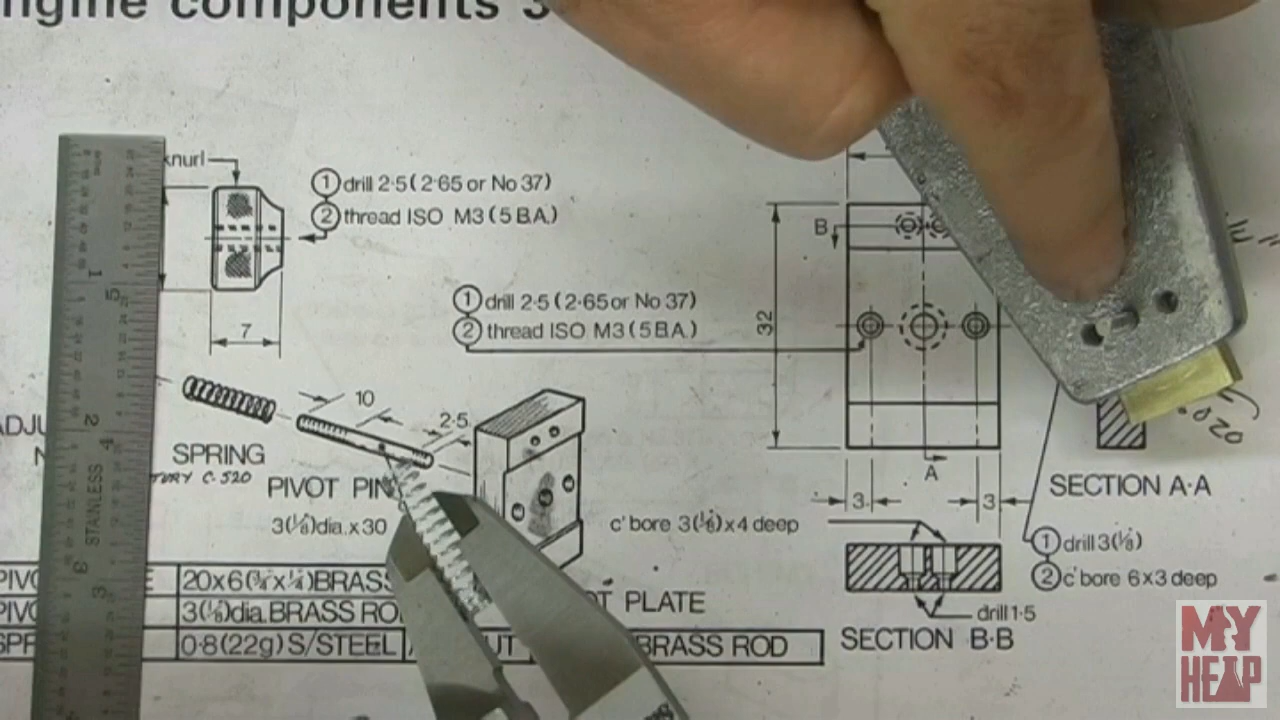 ngine components 3
knurl
① drill 2·5(2·65 or No 37)
② thread ISO M3(5B.A.)
7
B
① drill 2·5(2·65 or No 37)
② thread ISO M3(5B.A.)
32
10
2·5
SPRING
C·520
PIVOT PIN
3(⅛)dia.x30
A
3
3
SECTION A·A
c'bore 3(⅛)x4 deep
① drill 3(⅛)
② c'bore 6x3 deep
20x6(¾x¼)BRASS
3(⅛)dia.BRASS RO
PLATE
drill 1·5
0·8(22g)S/STEEL
BRASS ROD
SECTION B·B
STAINLESS
MY
HEAP